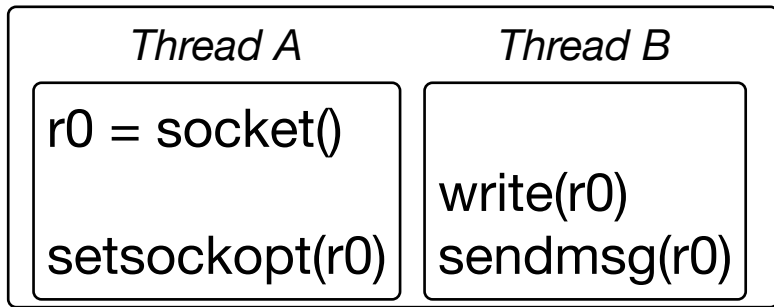 Thread A
r0 = socket()
setsockopt(r0)
Thread B
write(r0)
sendmsg(r0)